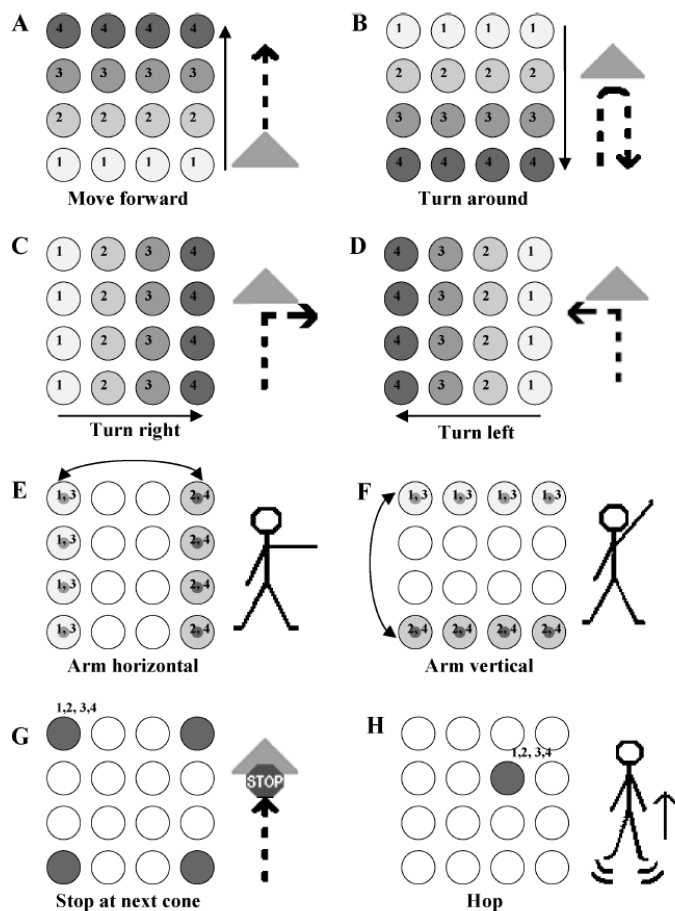 A
4 4 4 4
3 3 3 3
2 2 2 2
1 1 1 1
Move forward
B
1 1 1 1
2 2 2 2
3 3 3 3
4 4 4 4
Turn around
C
1 2 3 4
1 2 3 4
1 2 3 4
1 2 3 4
Turn right
D
4 3 2 1
4 3 2 1
4 3 2 1
4 3 2 1
Turn left
E
1, 3 2, 4
1, 3 2, 4
1, 3 2, 4
1, 3 2, 4
Arm horizontal
F
1, 3 1, 3 1, 3 1, 3
2, 4 2, 4 2, 4 2, 4
Arm vertical
G
1,2, 3,4
STOP
Stop at next cone
H
1,2, 3,4
Hop